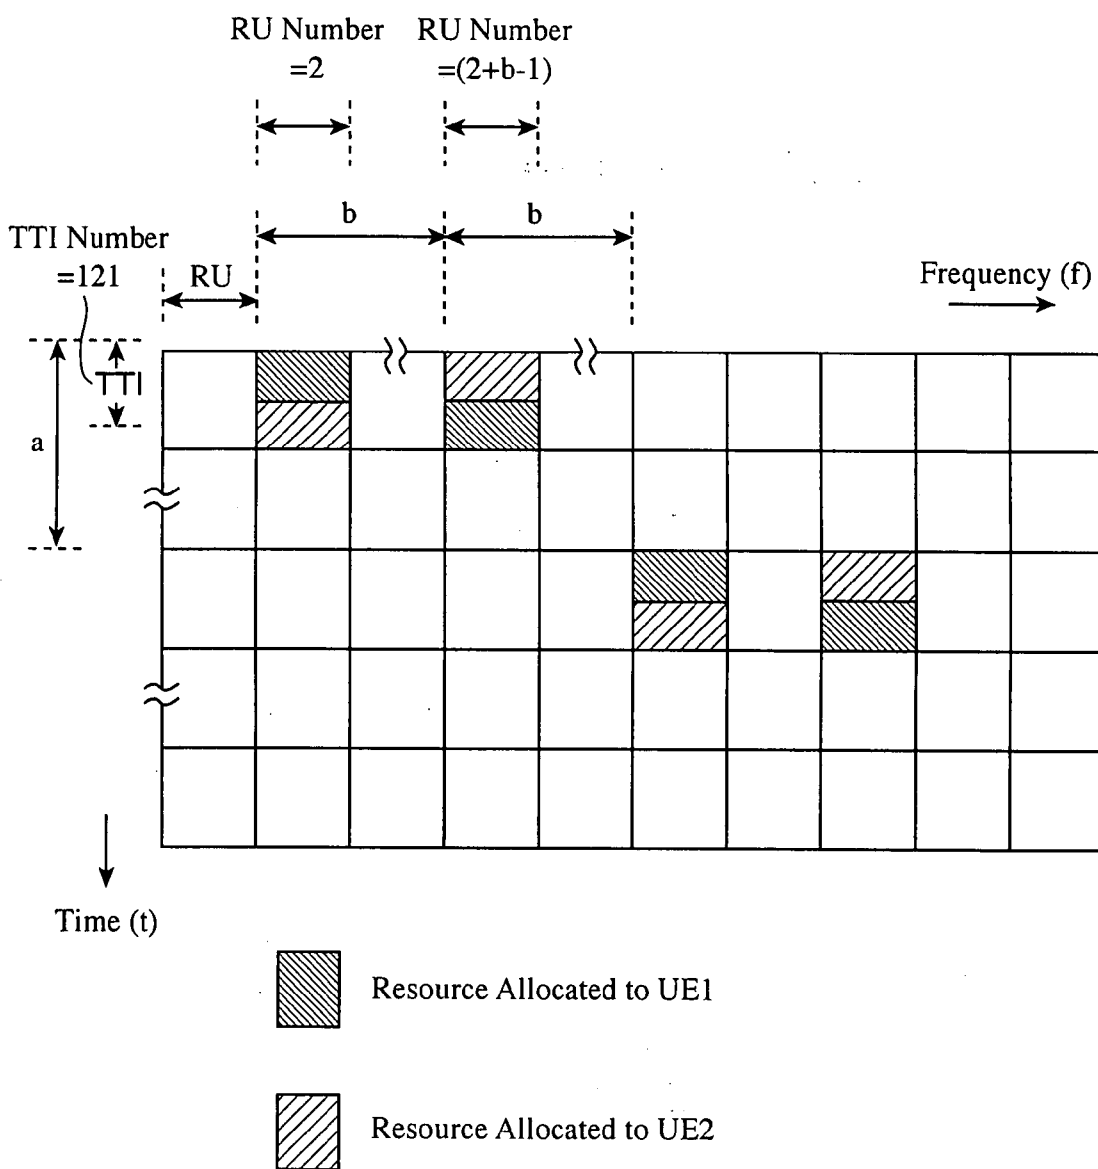 RU Number
=2
RU Number
=(2+b-1)
b
b
TTI Number
=121
RU
Frequency (f)
TTI
a
Time (t)
Resource Allocated to UE1
Resource Allocated to UE2